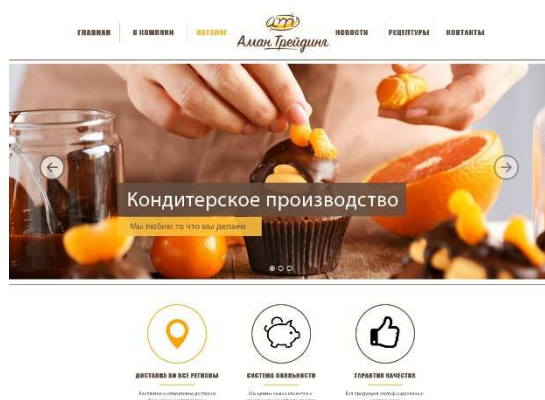 ГЛАВНАЯ
О КОМПАНИИ
КАТАЛОГ
ат
Аман Трейдинг
НОВОСТИ
РЕЦЕПТУРЫ
КОНТАКТЫ
Кондитерское производство
Мы любим то что мы делаем
ДОСТАВКА ВО ВСЕ РЕГИОНЫ
СИСТЕМА ЛОЯЛЬНОСТИ
ГАРАНТИЯ КАЧЕСТВА